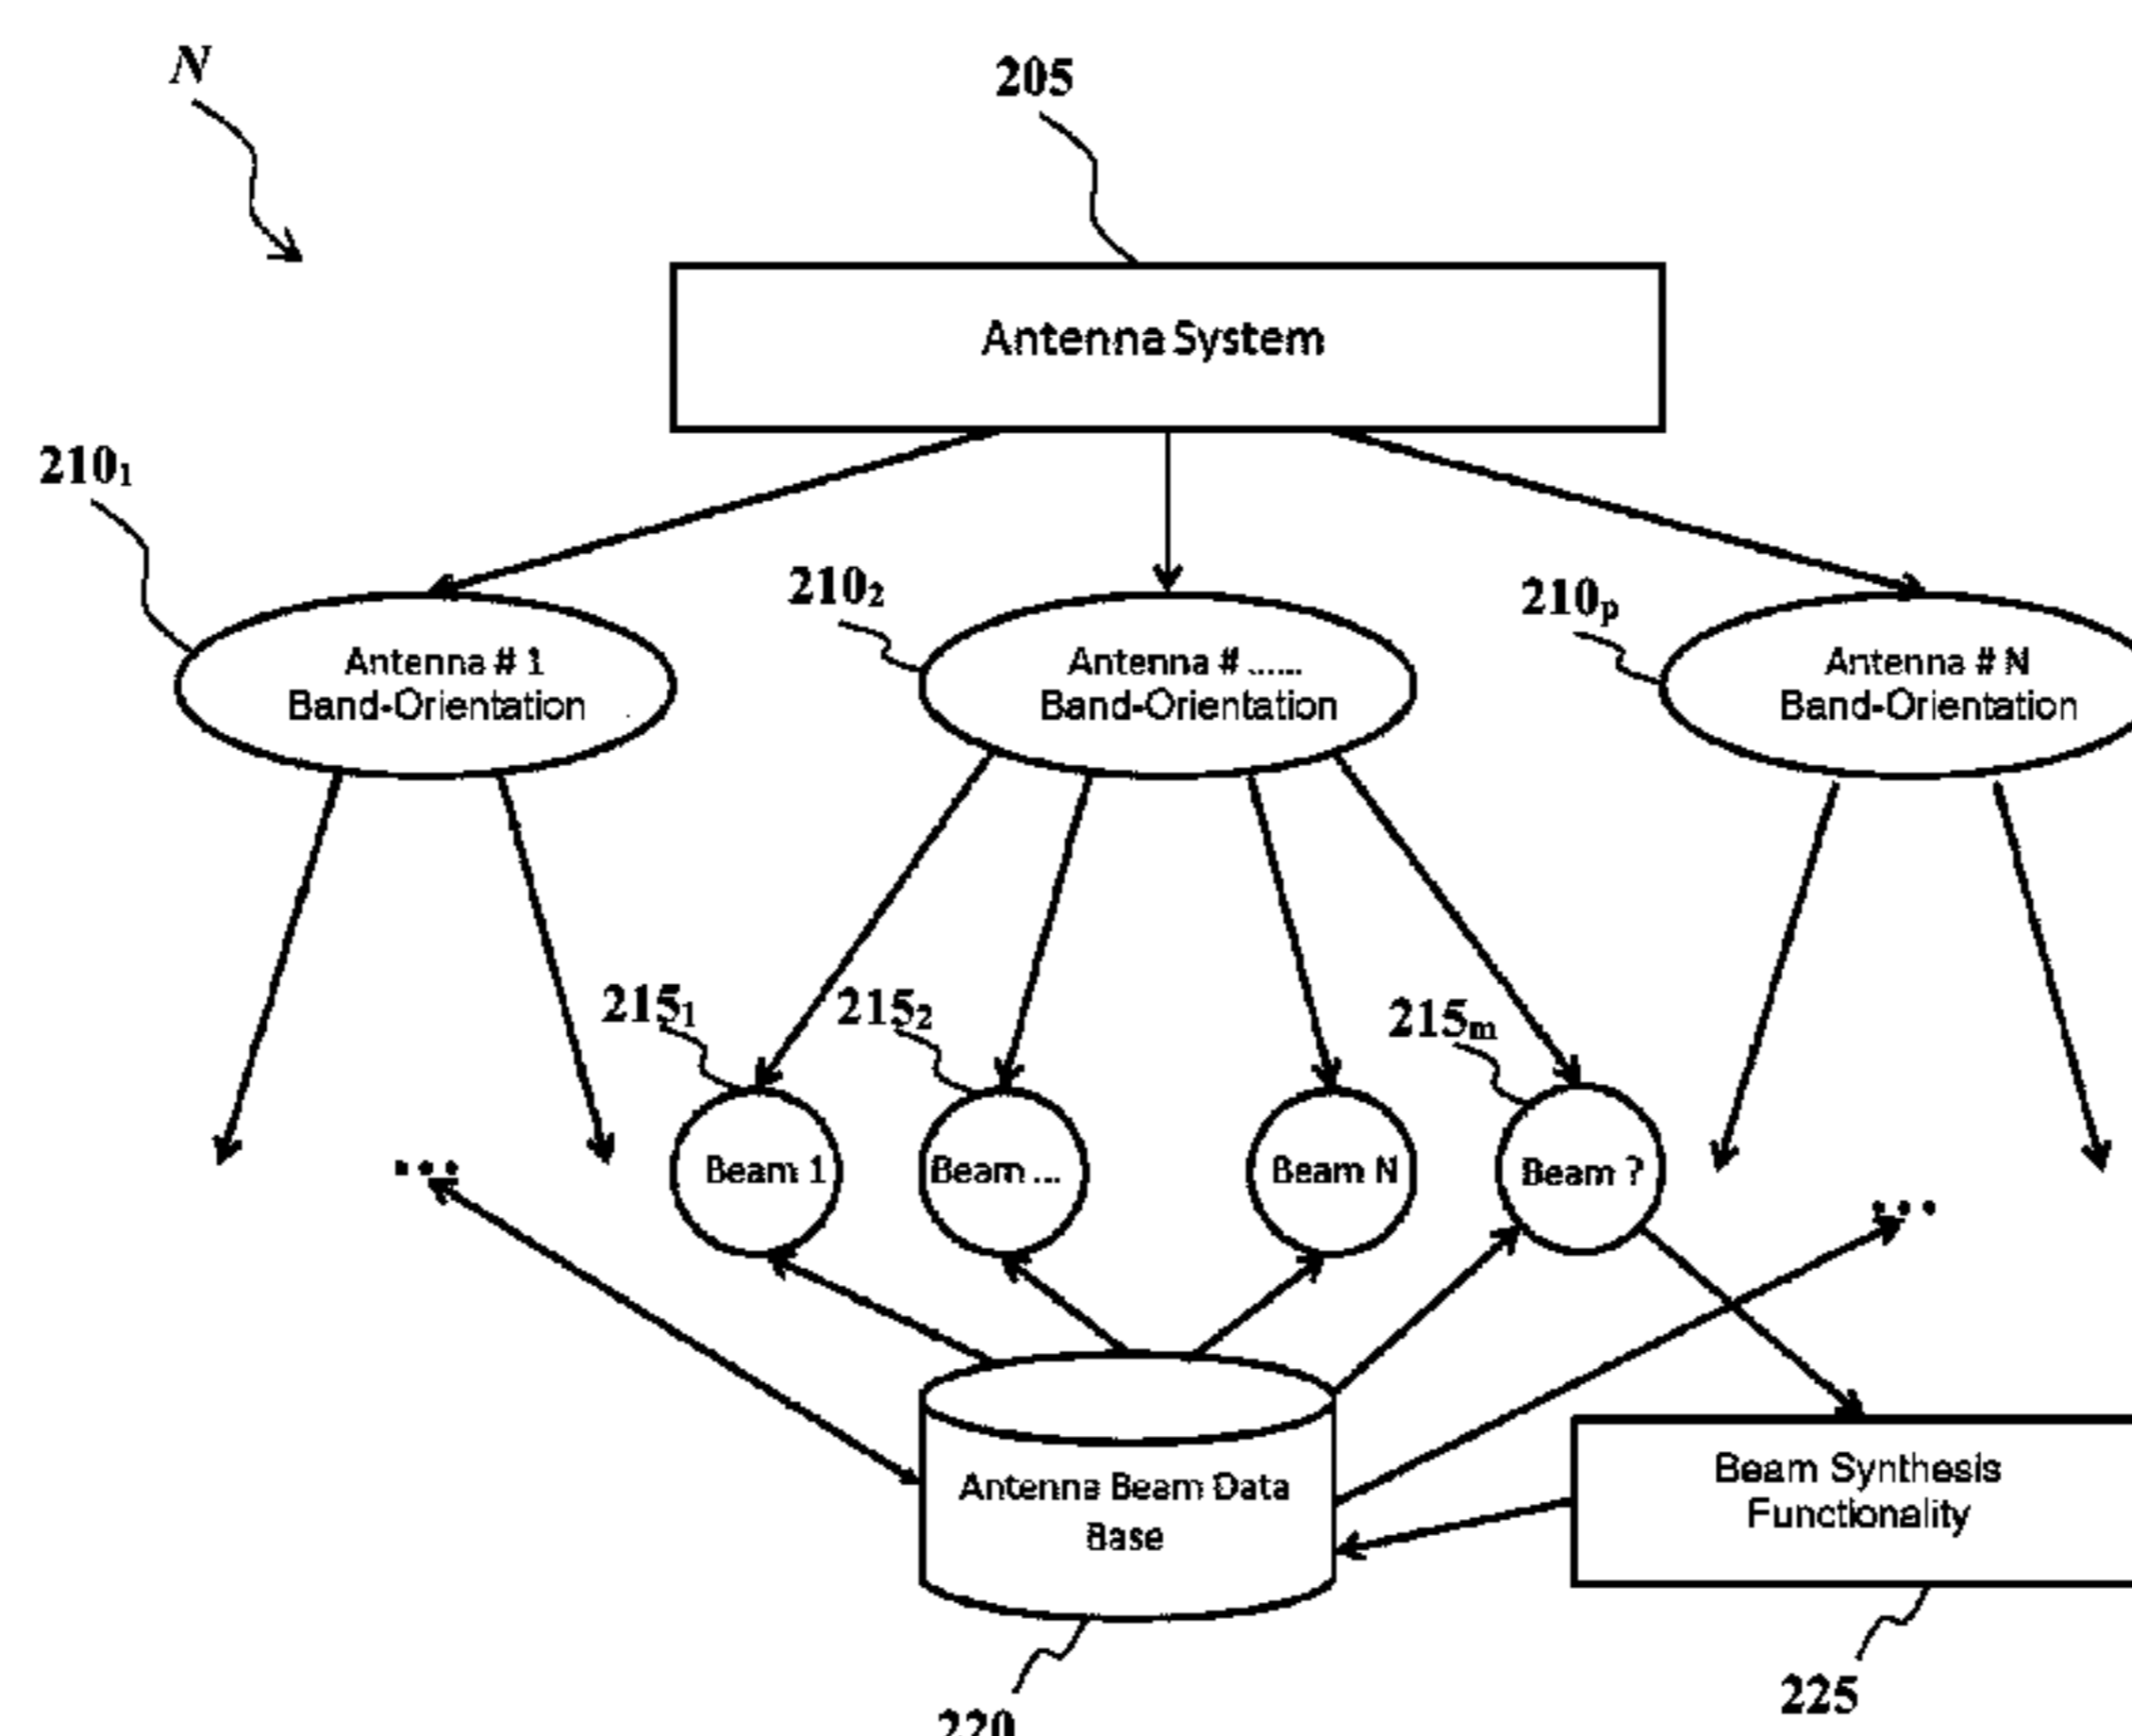 N
205
Antenna System
210₁
210₂
210ₚ
Antenna # 1
Band-Orientation
Antenna # ......
Band-Orientation
Antenna # N
Band-Orientation
215₁
215₂
215ₘ
...
Beam 1
Beam ...
Beam N
Beam ?
...
Antenna Beam Data
Base
Beam Synthesis
Functionality
220
225